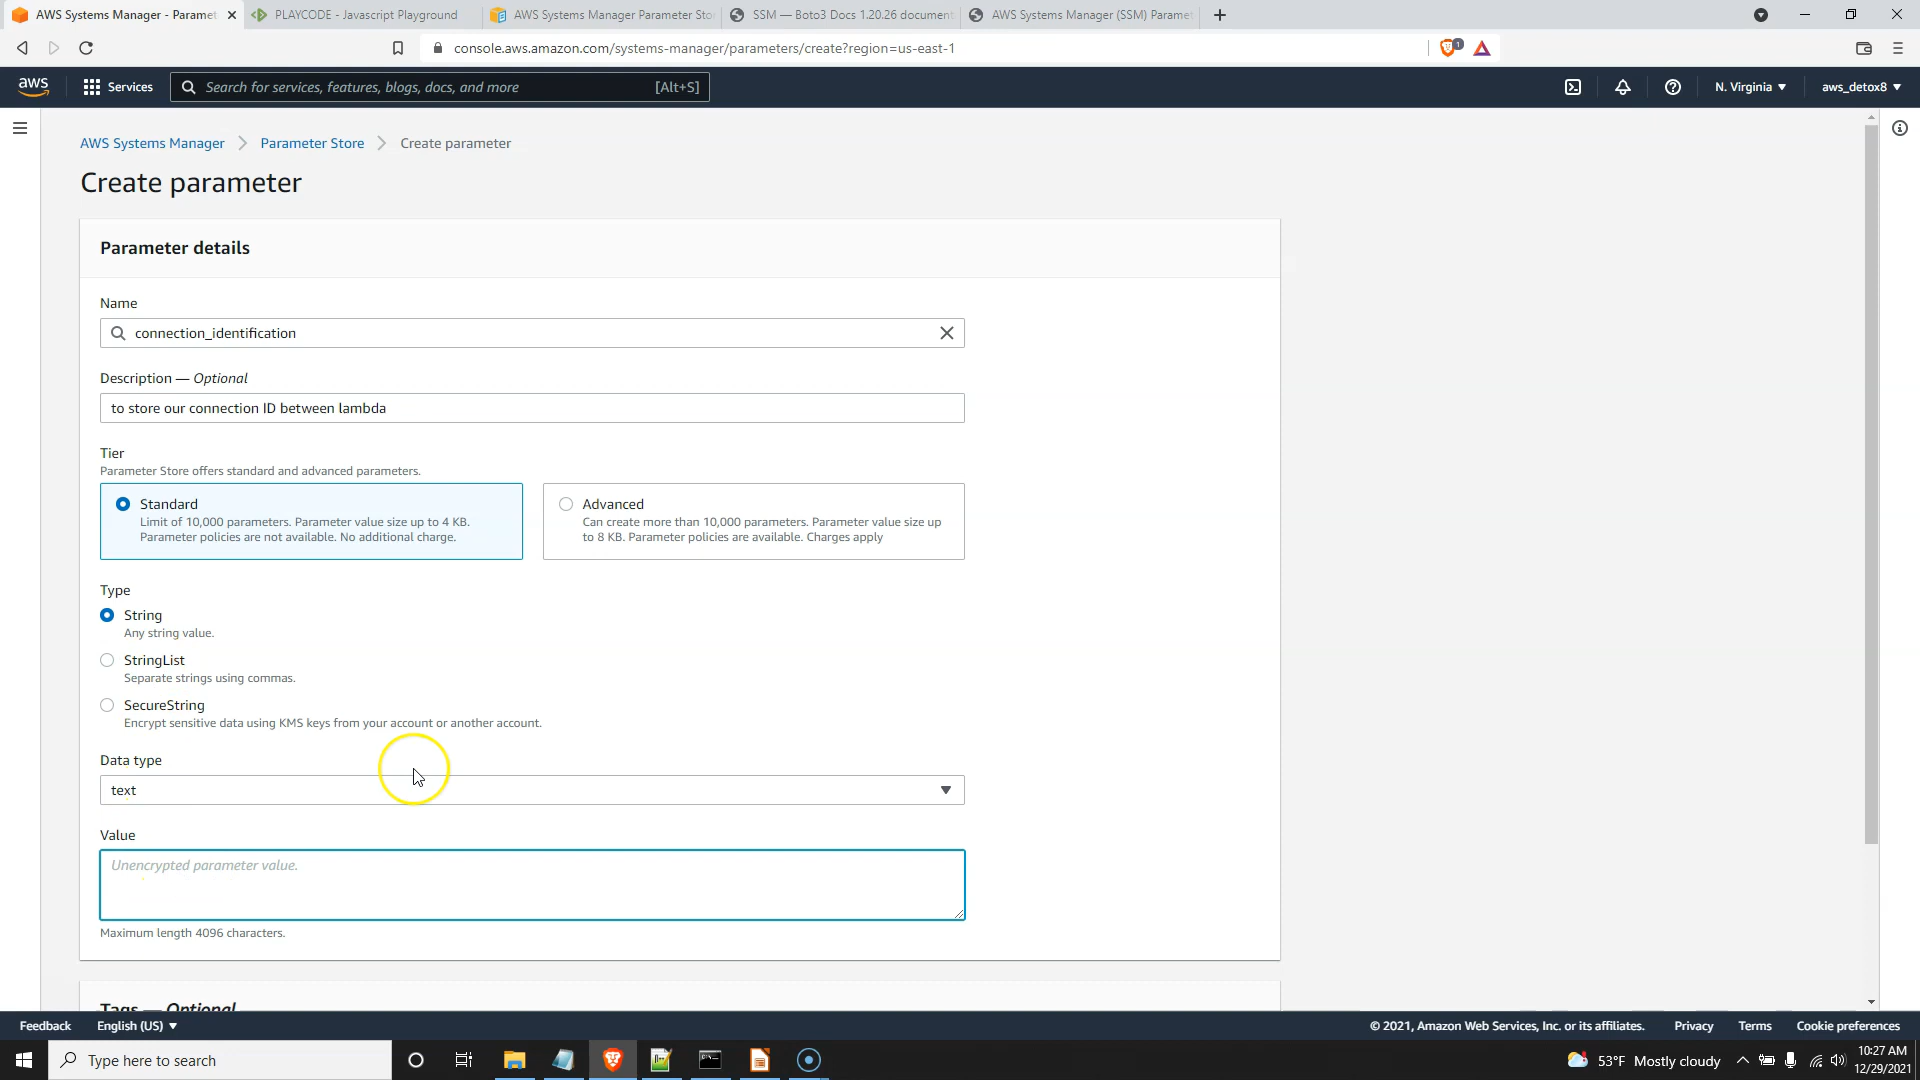 AWS Systems Manager - Paramet
PLAYCODE - Javascript Playground
AWS Systems Manager Parameter Sto
SSM — Boto3 Docs 1.20.26 document
AWS Systems Manager (SSM) Paramet
console.aws.amazon.com/systems-manager/parameters/create?region=us-east-1
1
aws
Services
Search for services, features, blogs, docs, and more
[Alt+S]
N. Virginia
aws_detox8
AWS Systems Manager
Parameter Store
Create parameter
Create parameter
Parameter details
Name
connection_identification
Description — Optional
to store our connection ID between lambda
Tier
Parameter Store offers standard and advanced parameters.
Standard
Limit of 10,000 parameters. Parameter value size up to 4 KB.
Parameter policies are not available. No additional charge.
Advanced
Can create more than 10,000 parameters. Parameter value size up
to 8 KB. Parameter policies are available. Charges apply
Type
String
Any string value.
StringList
Separate strings using commas.
SecureString
Encrypt sensitive data using KMS keys from your account or another account.
Data type
text
Value
Unencrypted parameter value.
Maximum length 4096 characters.
Tags — Optional
Feedback
English (US)
© 2021, Amazon Web Services, Inc. or its affiliates.
Privacy
Terms
Cookie preferences
Type here to search
53°F Mostly cloudy
10:27 AM
12/29/2021